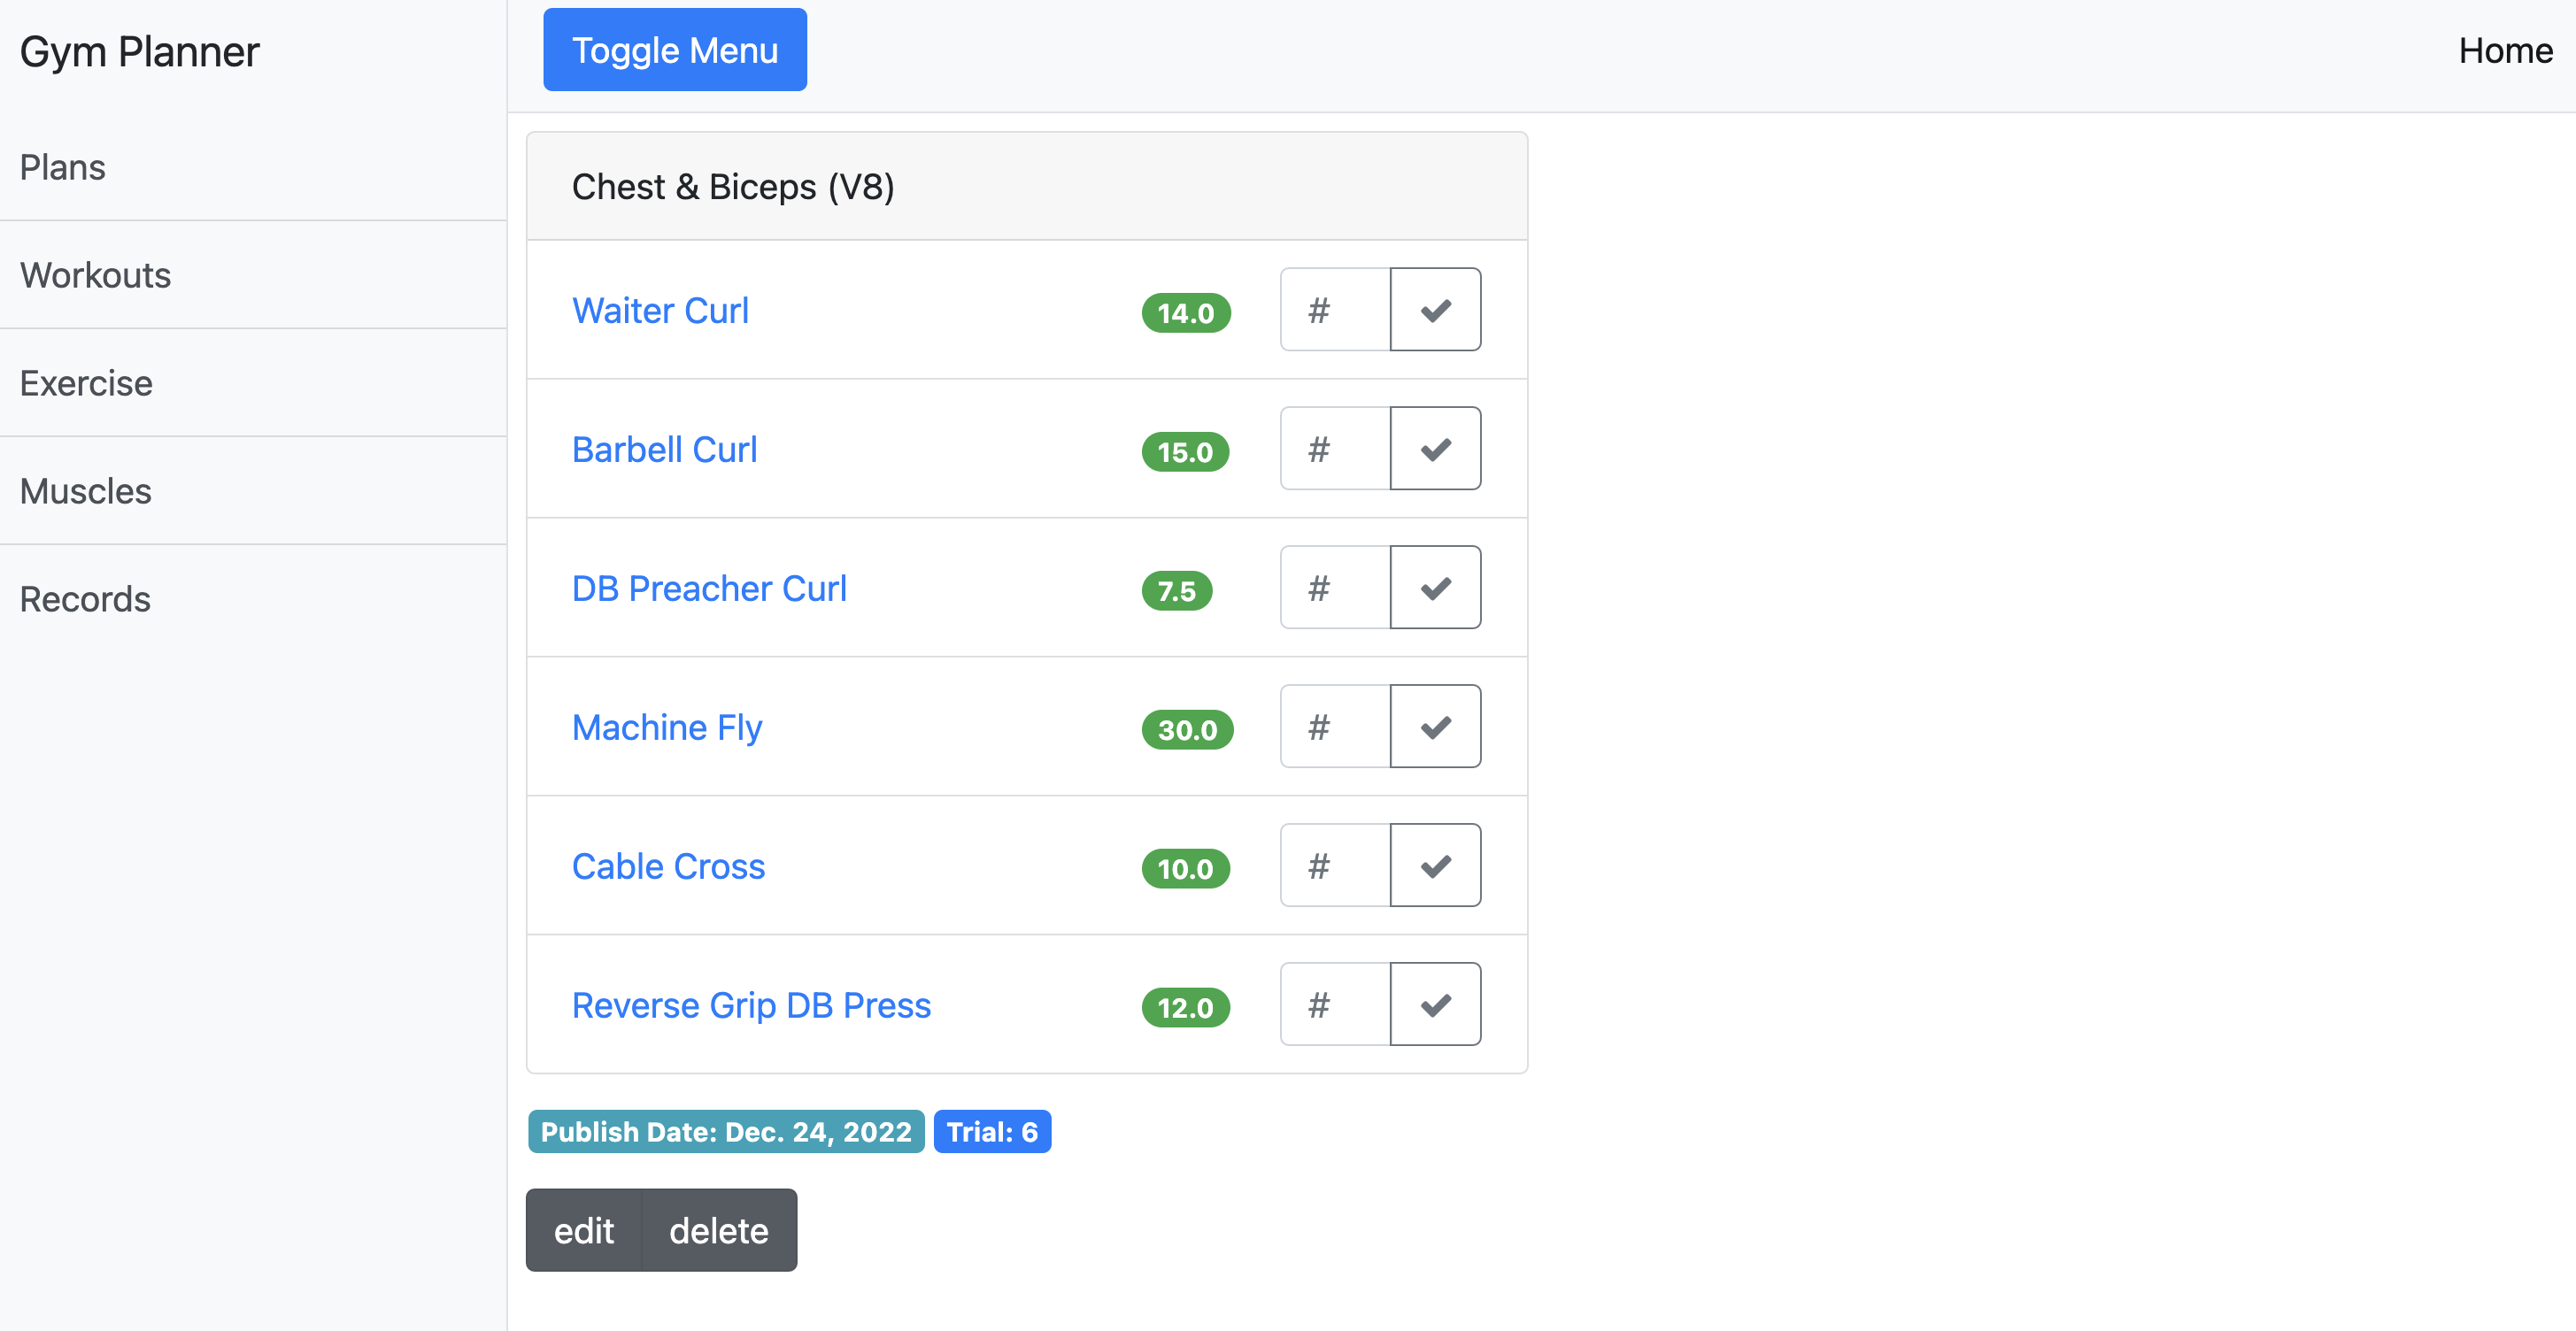 Gym Planner
Toggle Menu
Home
Plans
Workouts
Exercise
Muscles
Records
Chest & Biceps (V8)
Waiter Curl 14.0 #
Barbell Curl 15.0 #
DB Preacher Curl 7.5 #
Machine Fly 30.0 #
Cable Cross 10.0 #
Reverse Grip DB Press 12.0 #
Publish Date: Dec. 24, 2022 Trial: 6
edit delete